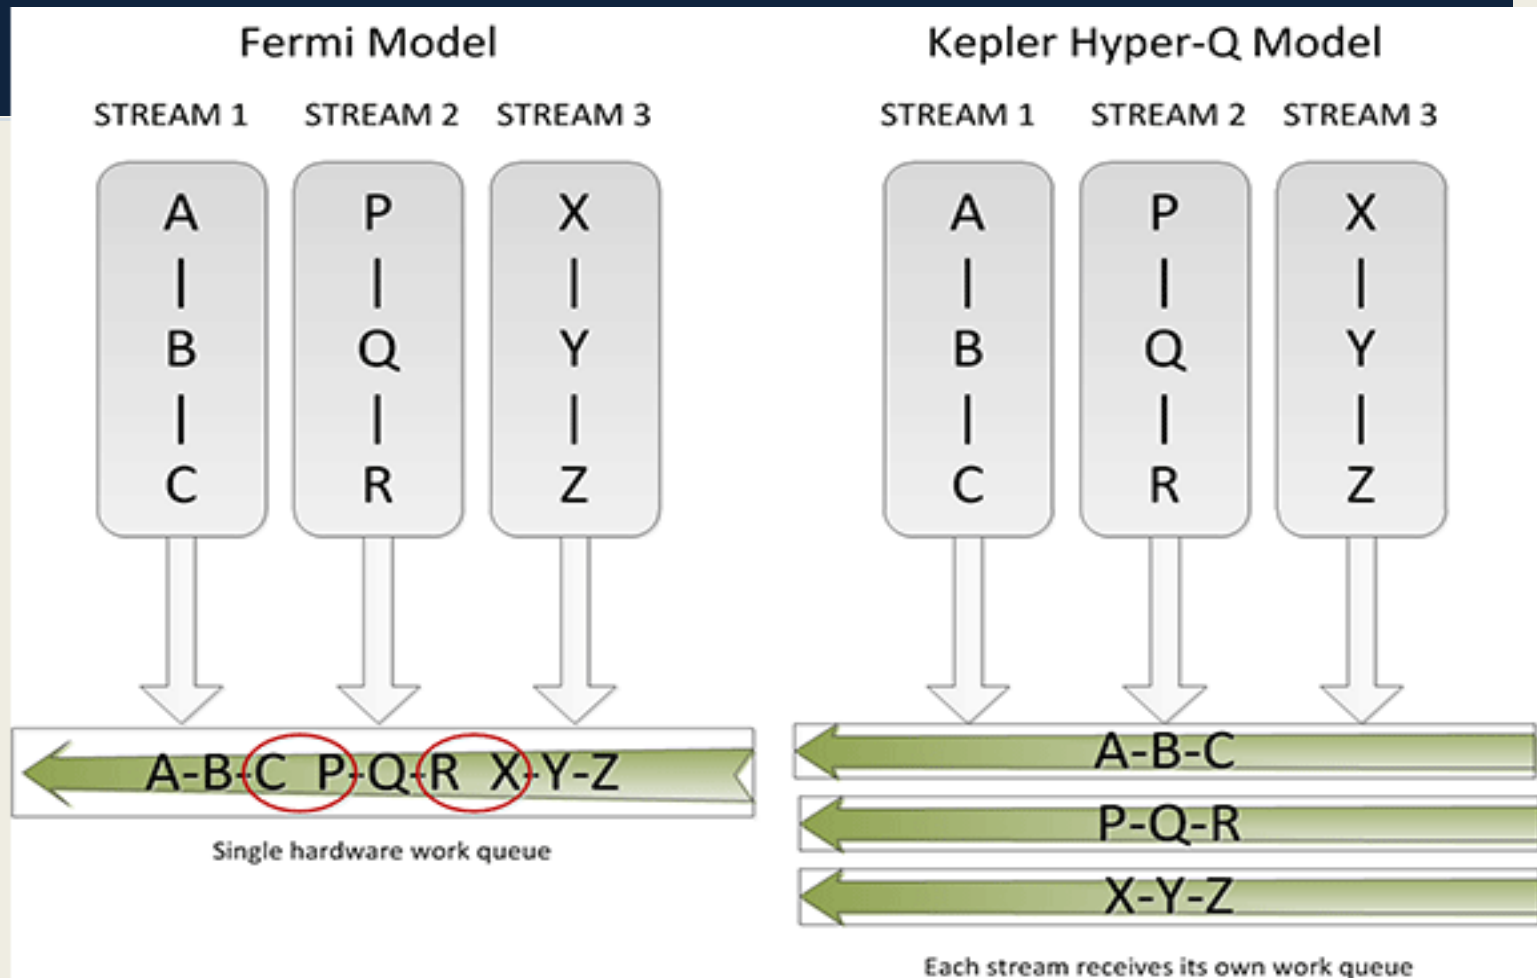 Fermi Model
STREAM 1 STREAM 2 STREAM 3
A
|
B
|
C
P
|
Q
|
R
X
|
Y
|
Z
A-B-C P-Q-R X-Y-Z
Single hardware work queue
Kepler Hyper-Q Model
STREAM 1 STREAM 2 STREAM 3
A
|
B
|
C
P
|
Q
|
R
X
|
Y
|
Z
A-B-C
P-Q-R
X-Y-Z
Each stream receives its own work queue